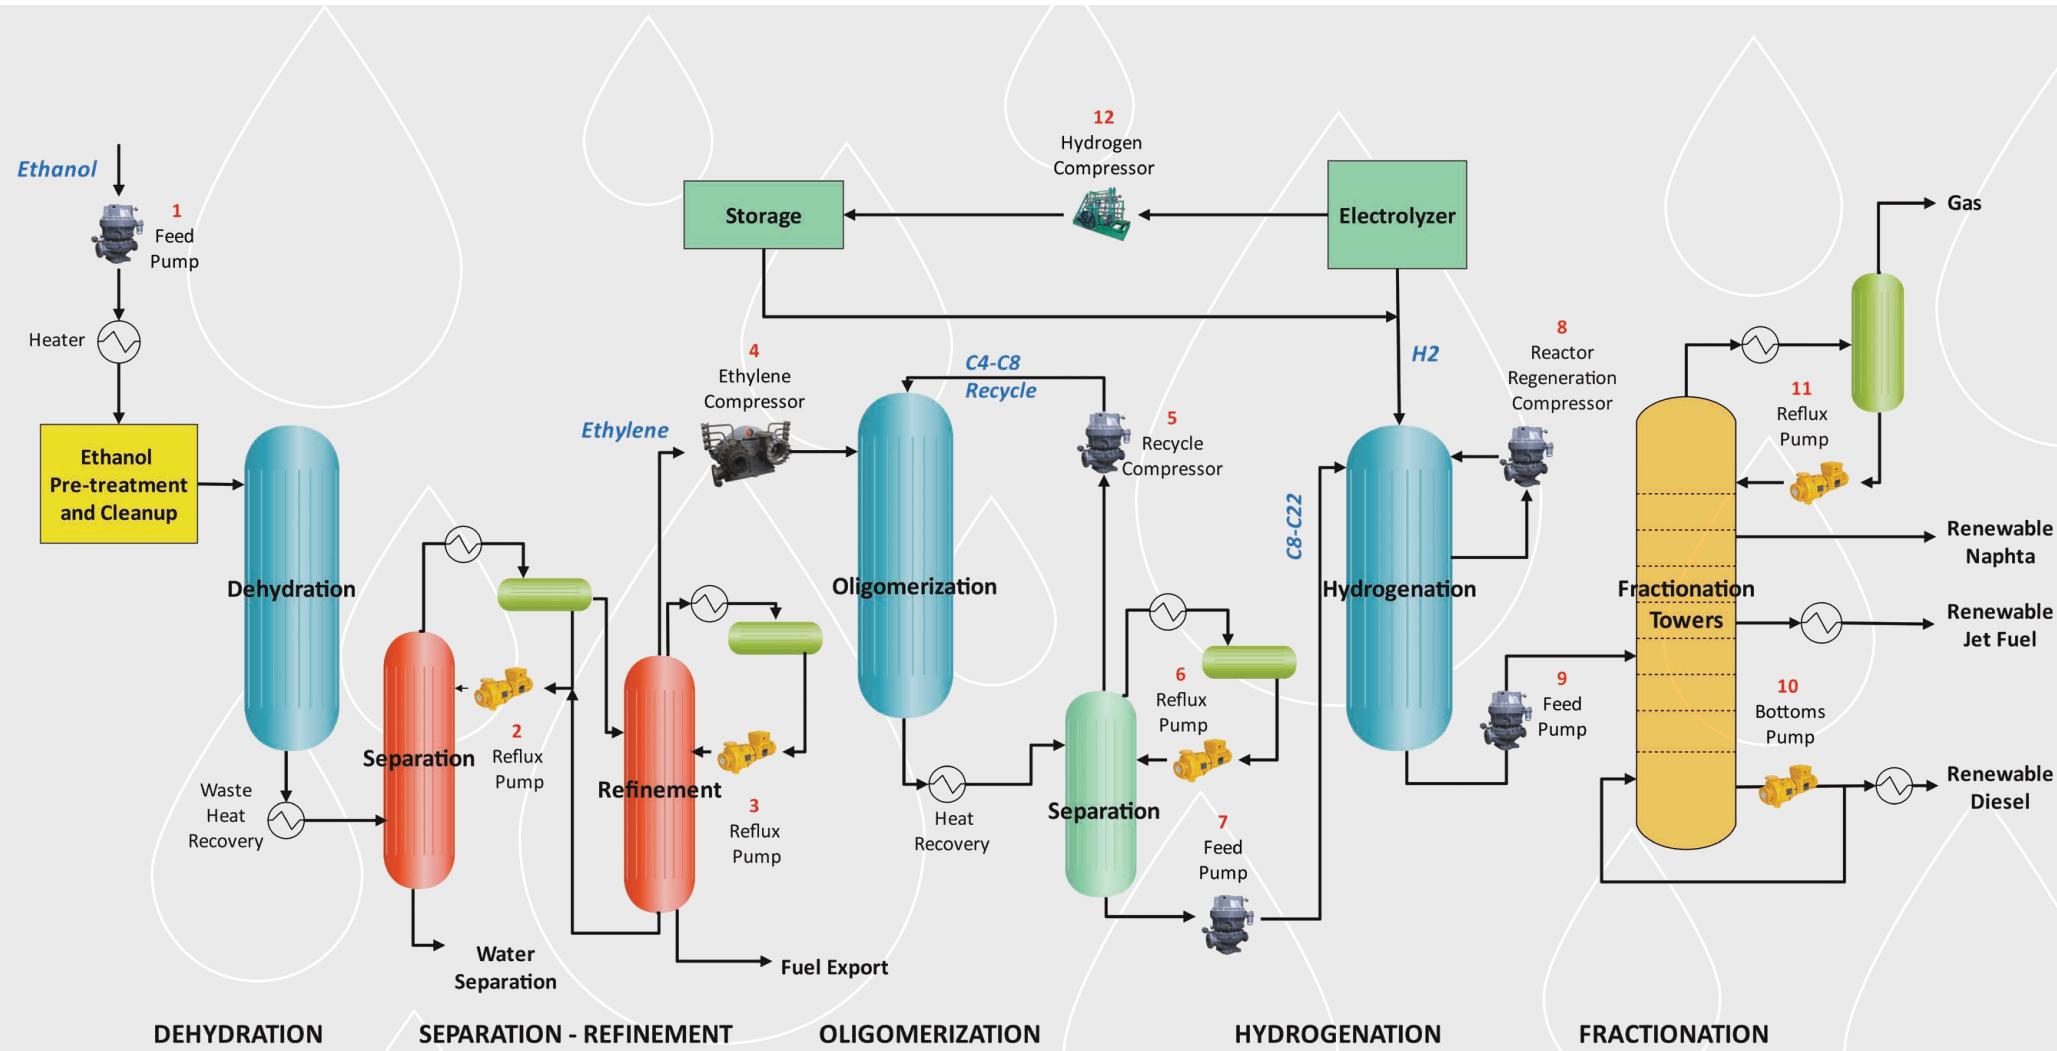 Ethanol
1
Feed
Pump
Heater
Ethanol
Pre-treatment
and Cleanup
Dehydration
Waste
Heat
Recovery
Separation
2
Reflux
Pump
Water
Separation
Refinement
3
Reflux
Pump
Fuel Export
Ethylene
4
Ethylene
Compressor
Storage
12
Hydrogen
Compressor
Electrolyzer
Oligomerization
C4-C8
Recycle
5
Recycle
Compressor
Heat
Recovery
Separation
6
Reflux
Pump
7
Feed
Pump
C8-C22
H2
Hydrogenation
8
Reactor
Regeneration
Compressor
9
Feed
Pump
Fractionation
Towers
10
Bottoms
Pump
11
Reflux
Pump
Gas
Renewable
Naphta
Renewable
Jet Fuel
Renewable
Diesel
DEHYDRATION
SEPARATION - REFINEMENT
OLIGOMERIZATION
HYDROGENATION
FRACTIONATION